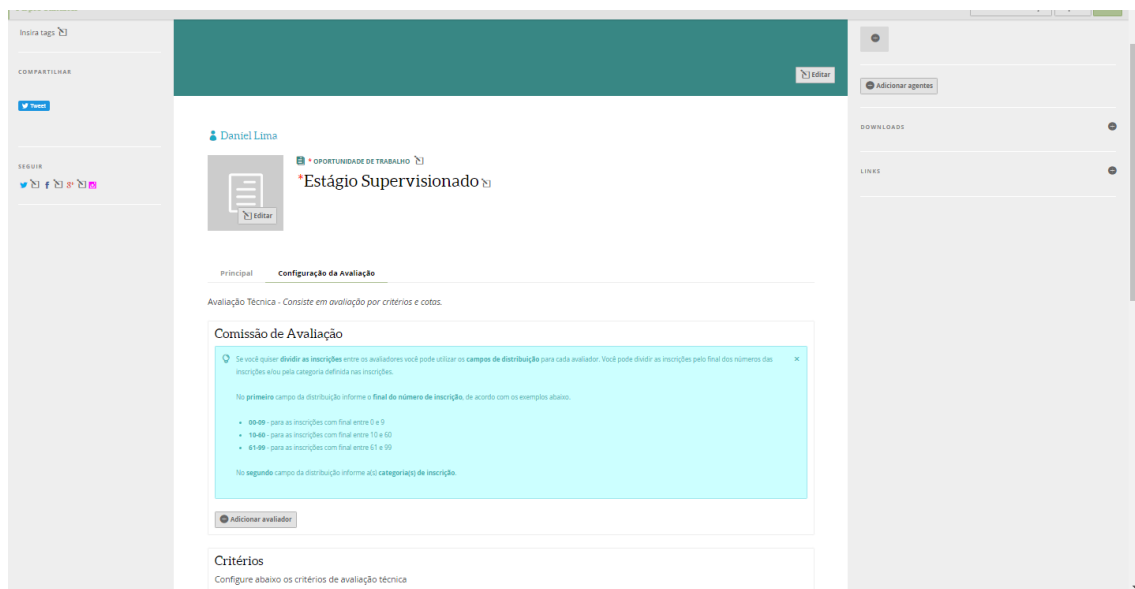 Insira tags
COMPARTILHAR
Tweet
SEGUIR
Editar
Daniel Lima
* OPORTUNIDADE DE TRABALHO
*Estágio Supervisionado
Editar
Principal
Configuração da Avaliação
Avaliação Técnica - Consiste em avaliação por critérios e cotas.
Comissão de Avaliação
Se você quiser dividir as inscrições entre os avaliadores você pode utilizar os campos de distribuição para cada avaliador. Você pode dividir as inscrições pelo final dos números das
inscrições e/ou pela categoria definida nas inscrições.
No primeiro campo da distribuição informe o final do número de inscrição, de acordo com os exemplos abaixo.
00-09 - para as inscrições com final entre 0 e 9
10-60 - para as inscrições com final entre 10 e 60
61-99 - para as inscrições com final entre 61 e 99
No segundo campo da distribuição informe a(s) categoria(s) de inscrição.
Adicionar avaliador
Critérios
Configure abaixo os critérios de avaliação técnica
Adicionar agentes
DOWNLOADS
LINKS